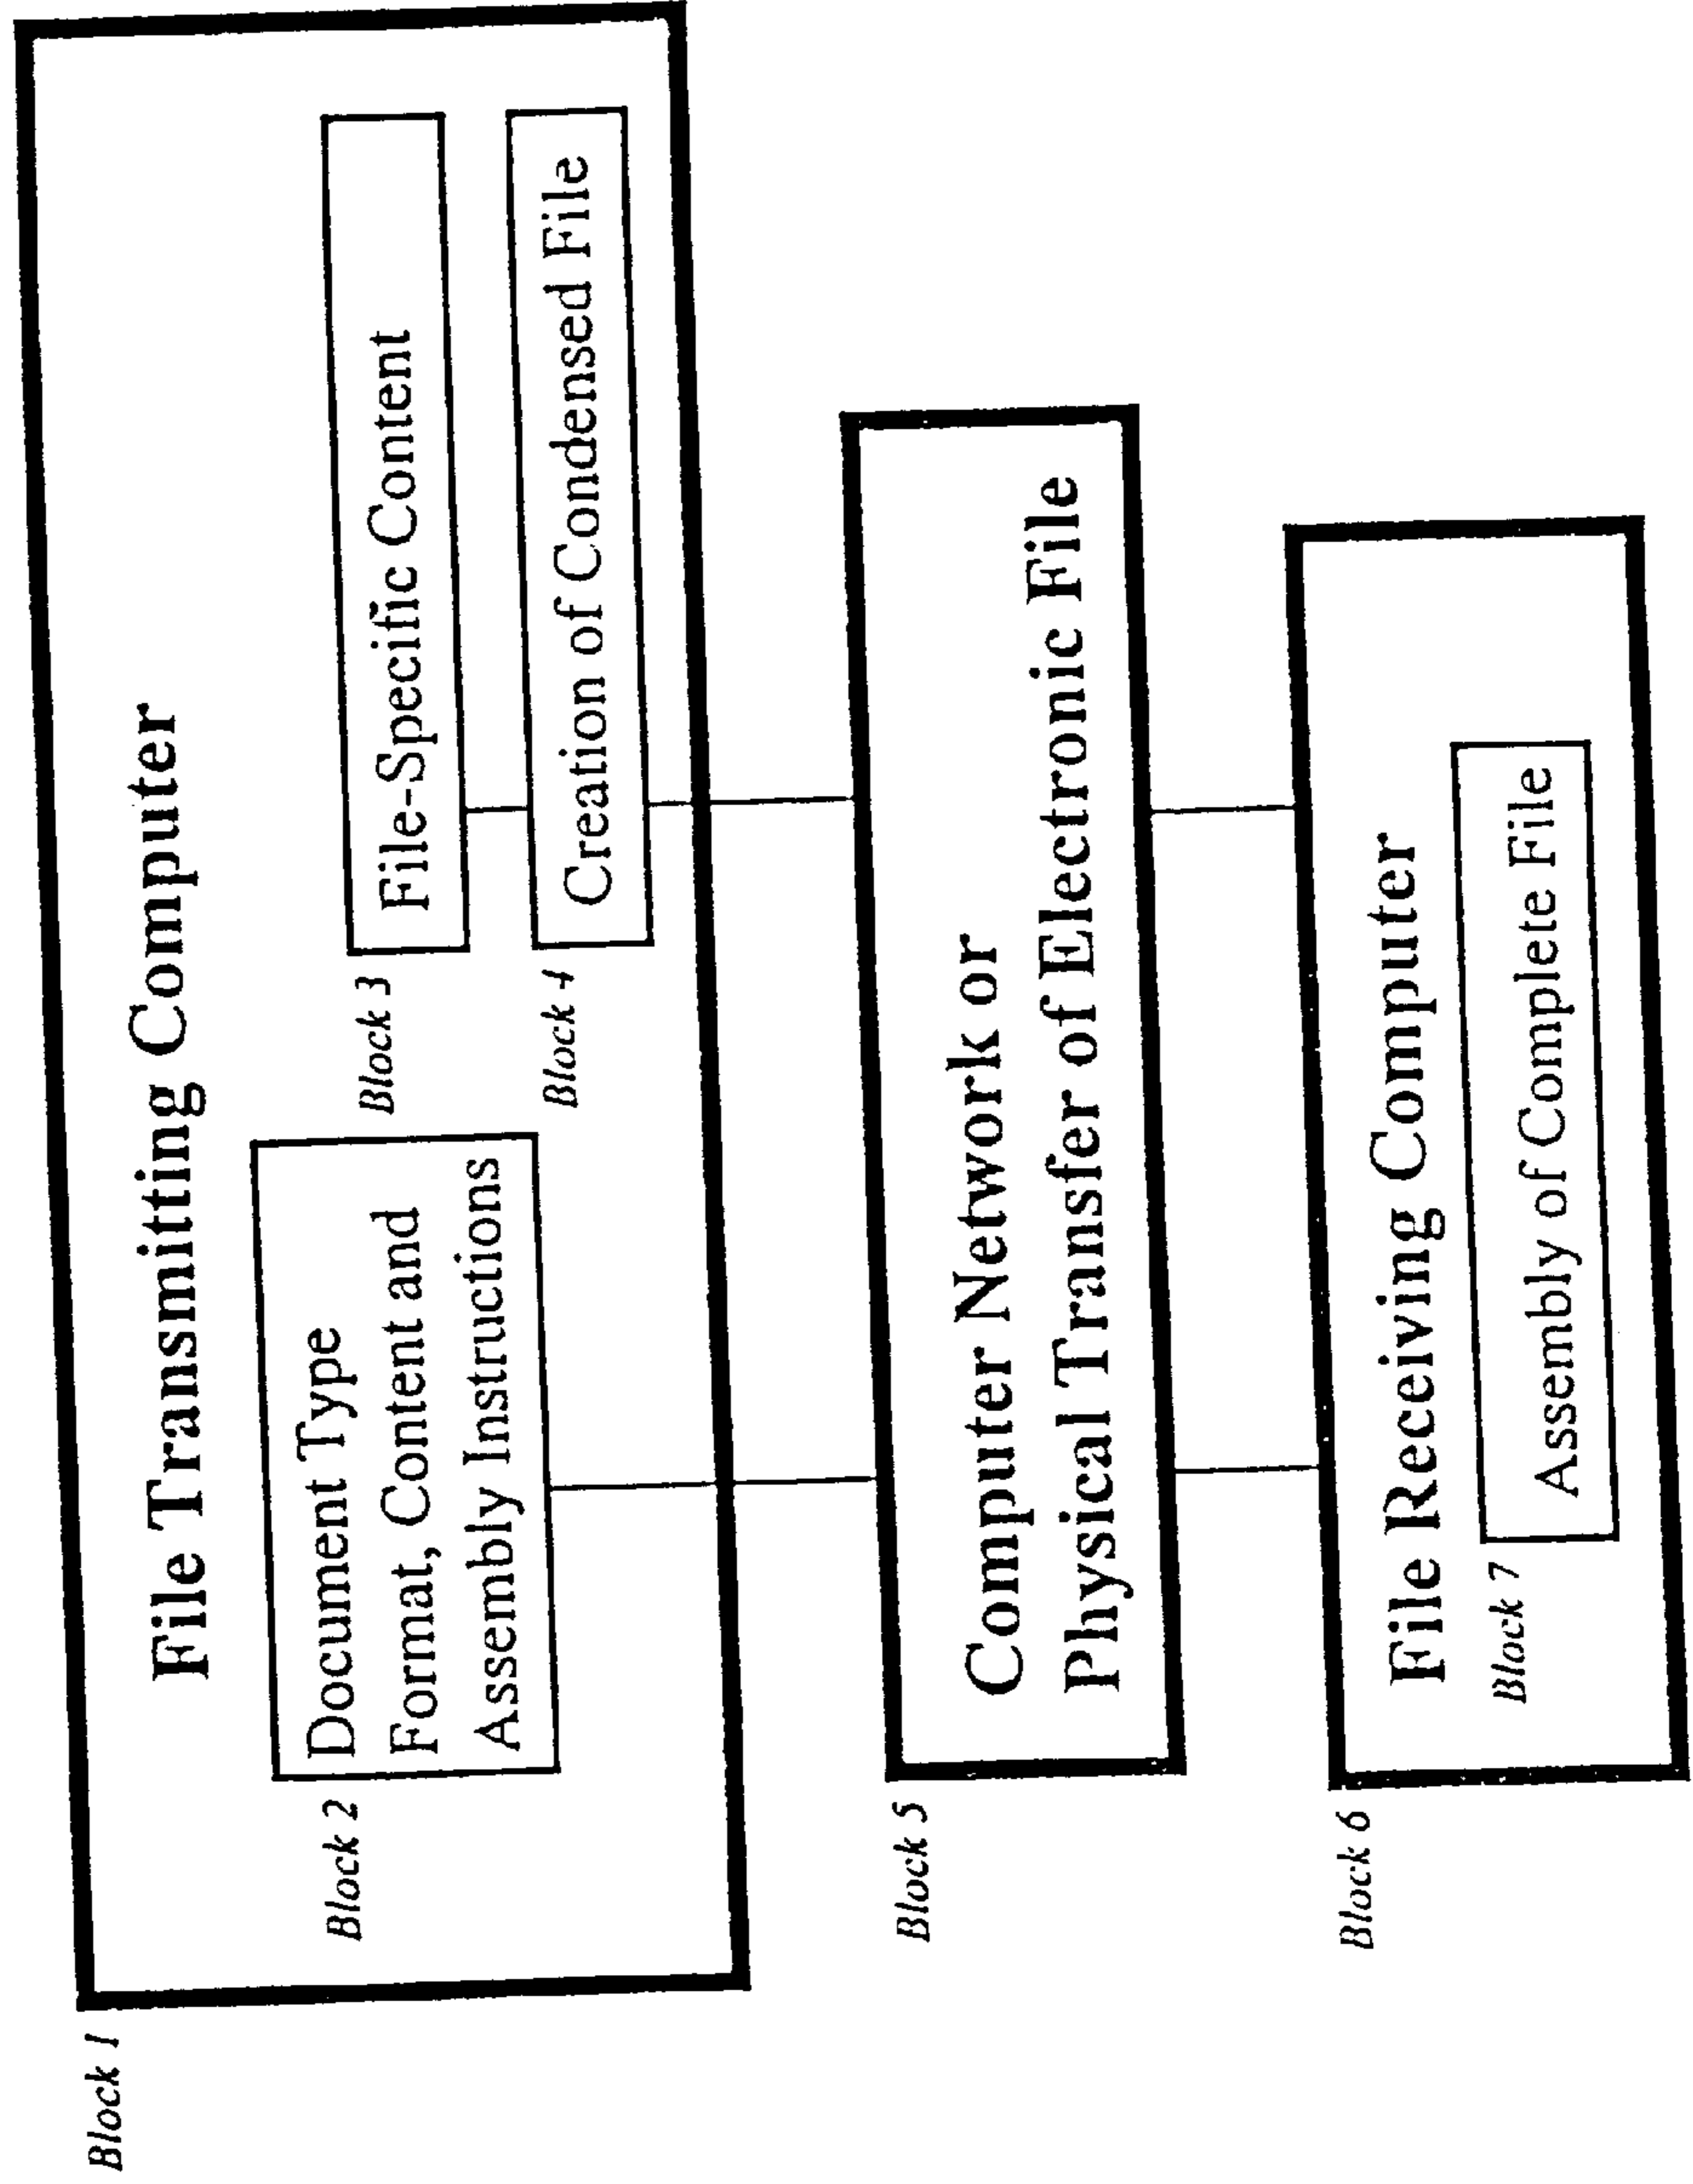 Block 1
File Transmitting Computer
Block 2
Document Type
Format, Content and
Assembly Instructions
Block 3
File-Specific Content
Block 4
Creation of Condensed File
Block 5
Computer Network or
Physical Transfer of Electronic File
Block 6
File Receiving Computer
Block 7
Assembly of Complete File